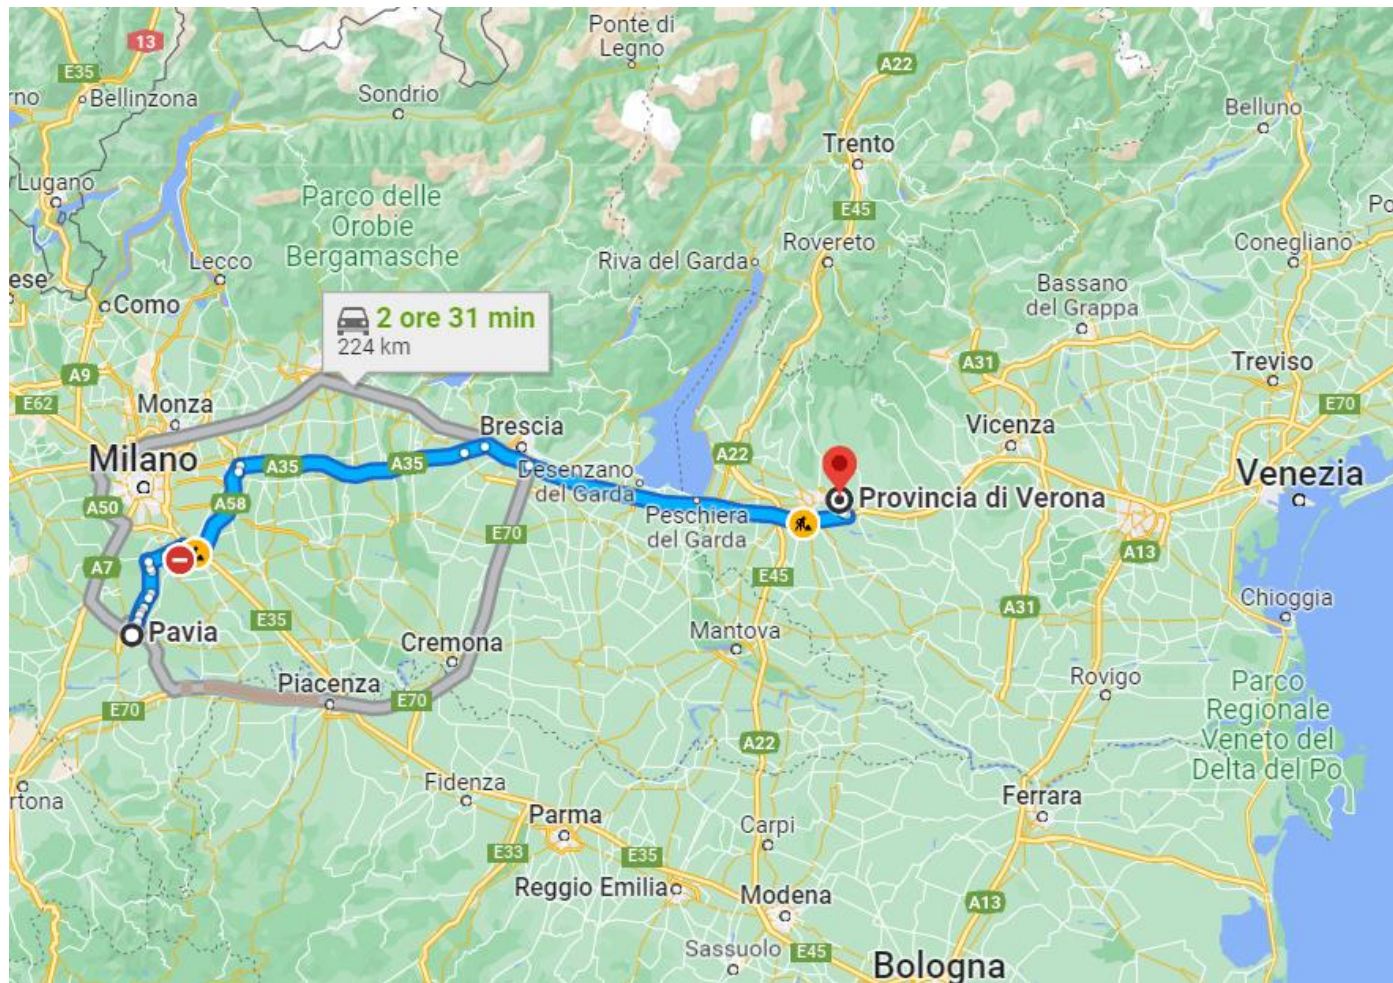 Ponte di
Legno
13
A22
E35
rno
Bellinzona
Sondrio
Belluno
Trento
Lugano
Parco delle
Orobie
Bergamasche
E45
Po
Rovereto
Conegliano
Lecco
Riva del Garda
ese
Como
Bassano
del Grappa
2 ore 31 min
224 km
A31
Treviso
A9
E62
Monza
E70
Brescia
Vicenza
Milano
A35
A35
A22
Desenzano
del Garda
Venezia
A50
A58
Provincia di Verona
Peschiera
del Garda
E70
A13
A7
E45
Chioggia
A31
E35
Pavia
Mantova
Cremona
Rovigo
Piacenza
E70
E70
Parco
Regionale
Veneto del
Delta del Po
A22
Fidenza
rtona
Ferrara
Parma
Carpi
E33
E35
Reggio Emilia
Modena
A13
Sassuolo
E45
Bologna